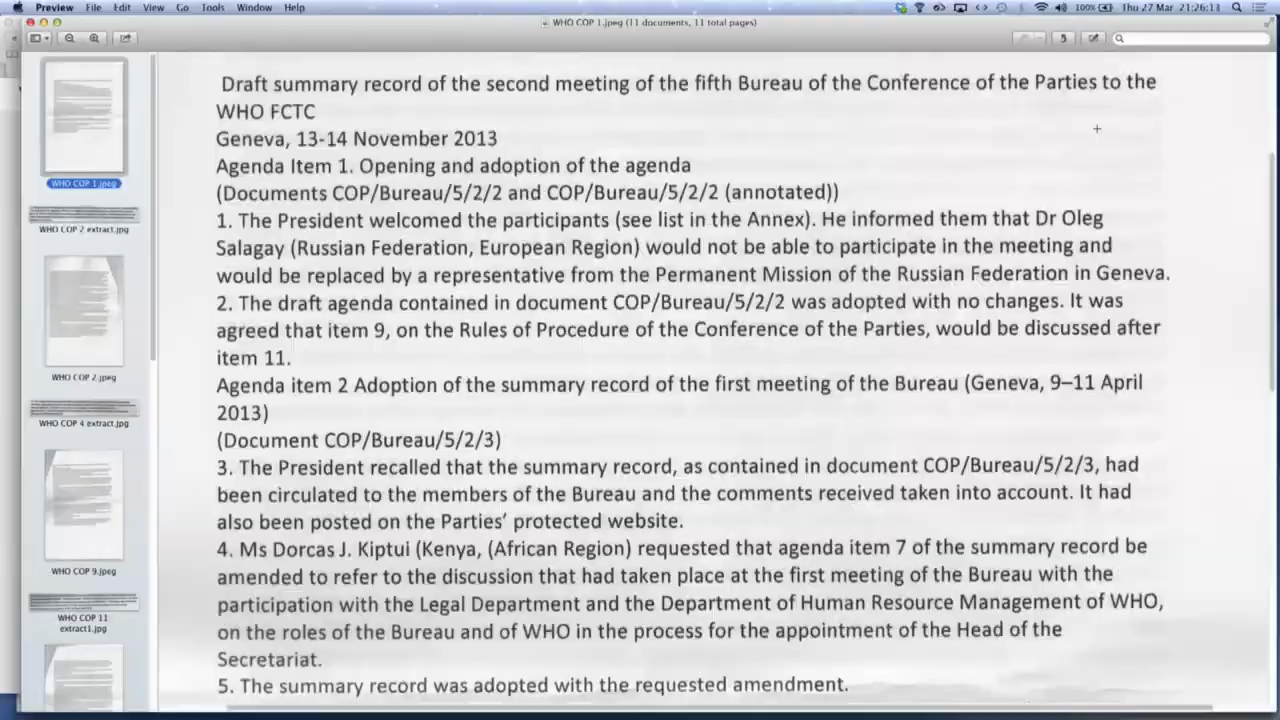 Preview File Edit View Go Tools Window Help 100% Thu 27 Mar 21:26:13
WHO COP 1.jpeg (11 documents, 11 total pages)
WHO COP 1.jpeg
WHO COP 2 extract.jpg
WHO COP 2.jpeg
WHO COP 4 extract.jpg
WHO COP 9.jpeg
WHO COP 11
extract1.jpg
Draft summary record of the second meeting of the fifth Bureau of the Conference of the Parties to the
WHO FCTC
Geneva, 13-14 November 2013
Agenda Item 1. Opening and adoption of the agenda
(Documents COP/Bureau/5/2/2 and COP/Bureau/5/2/2 (annotated))
1. The President welcomed the participants (see list in the Annex). He informed them that Dr Oleg
Salagay (Russian Federation, European Region) would not be able to participate in the meeting and
would be replaced by a representative from the Permanent Mission of the Russian Federation in Geneva.
2. The draft agenda contained in document COP/Bureau/5/2/2 was adopted with no changes. It was
agreed that item 9, on the Rules of Procedure of the Conference of the Parties, would be discussed after
item 11.
Agenda item 2 Adoption of the summary record of the first meeting of the Bureau (Geneva, 9–11 April
2013)
(Document COP/Bureau/5/2/3)
3. The President recalled that the summary record, as contained in document COP/Bureau/5/2/3, had
been circulated to the members of the Bureau and the comments received taken into account. It had
also been posted on the Parties’ protected website.
4. Ms Dorcas J. Kiptui (Kenya, (African Region) requested that agenda item 7 of the summary record be
amended to refer to the discussion that had taken place at the first meeting of the Bureau with the
participation with the Legal Department and the Department of Human Resource Management of WHO,
on the roles of the Bureau and of WHO in the process for the appointment of the Head of the
Secretariat.
5. The summary record was adopted with the requested amendment.